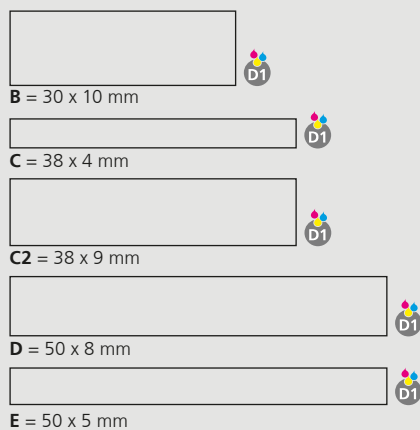 D1
B = 30 x 10 mm
D1
C = 38 x 4 mm
D1
C2 = 38 x 9 mm
D1
D = 50 x 8 mm
D1
E = 50 x 5 mm